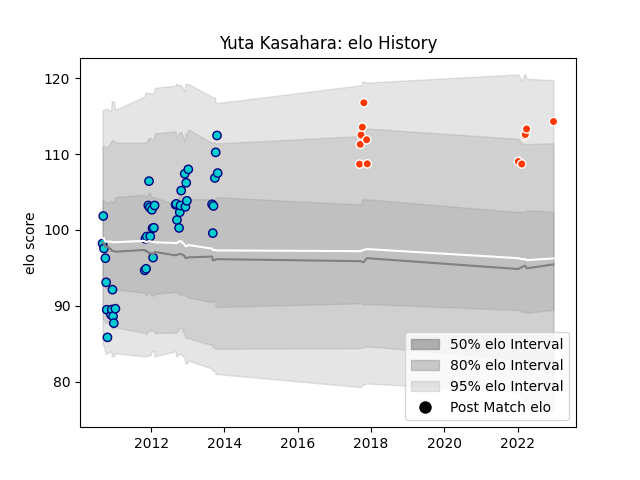 Yuta Kasahara: elo History
elo score
120
110
100
90
80
50% elo Interval
80% elo Interval
95% elo Interval
Post Match elo
2012
2014
2016
2018
2020
2022